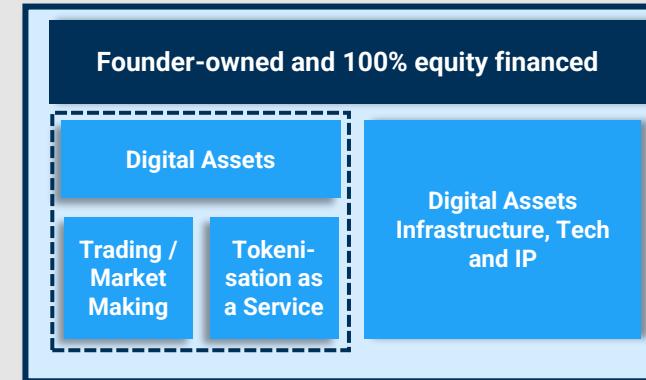 Founder-owned and 100% equity financed
Digital Assets
Trading /
Market
Making
Tokeni-
sation as
a Service
Digital Assets
Infrastructure, Tech
and IP